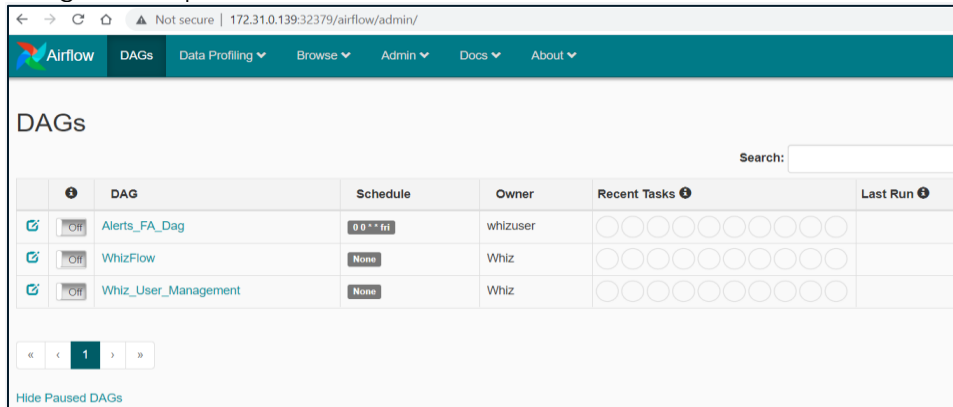 Not secure | 172.31.0.139:32379/airflow/admin/
Airflow DAGs Data Profiling Browse Admin Docs About
DAGs
Search:
DAG Schedule Owner Recent Tasks Last Run
Off Alerts_FA_Dag 0 0 * * fri whizuser
Off WhizFlow None Whiz
Off Whiz_User_Management None Whiz
« ‹ 1 › »
Hide Paused DAGs